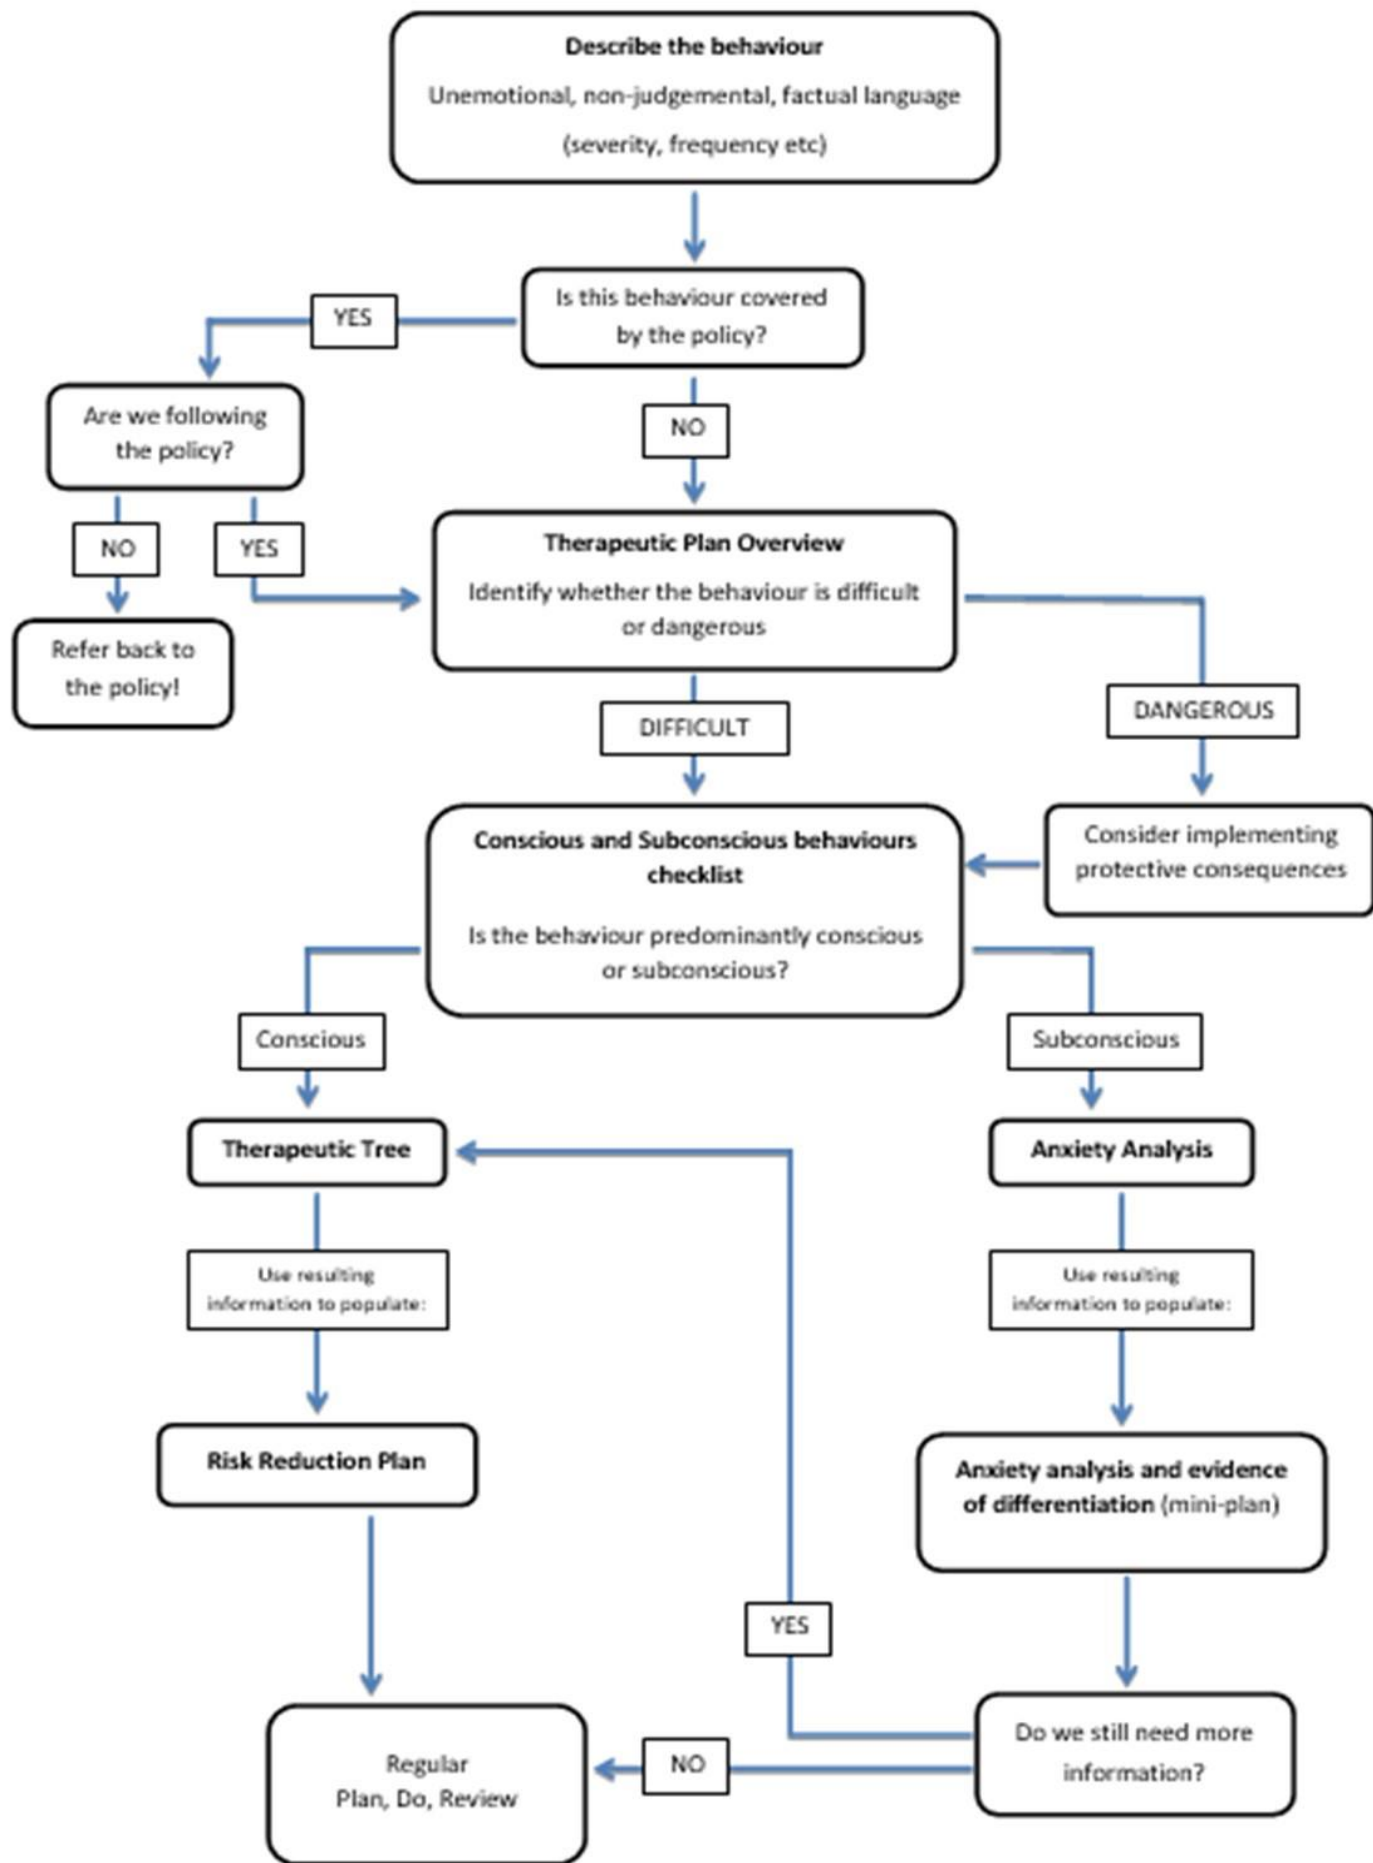 Describe the behaviour
Unemotional, non-judgemental, factual language
(severity, frequency etc)
Is this behaviour covered
by the policy?
YES
Are we following
the policy?
NO
NO
YES
Therapeutic Plan Overview
Identify whether the behaviour is difficult
or dangerous
Refer back to
the policy!
DIFFICULT
DANGEROUS
Conscious and Subconscious behaviours
checklist
Is the behaviour predominantly conscious
or subconscious?
Consider implementing
protective consequences
Conscious
Subconscious
Therapeutic Tree
Anxiety Analysis
Use resulting
information to populate:
Use resulting
information to populate:
Risk Reduction Plan
Anxiety analysis and evidence
of differentiation (mini-plan)
YES
Do we still need more
information?
NO
Regular
Plan, Do, Review